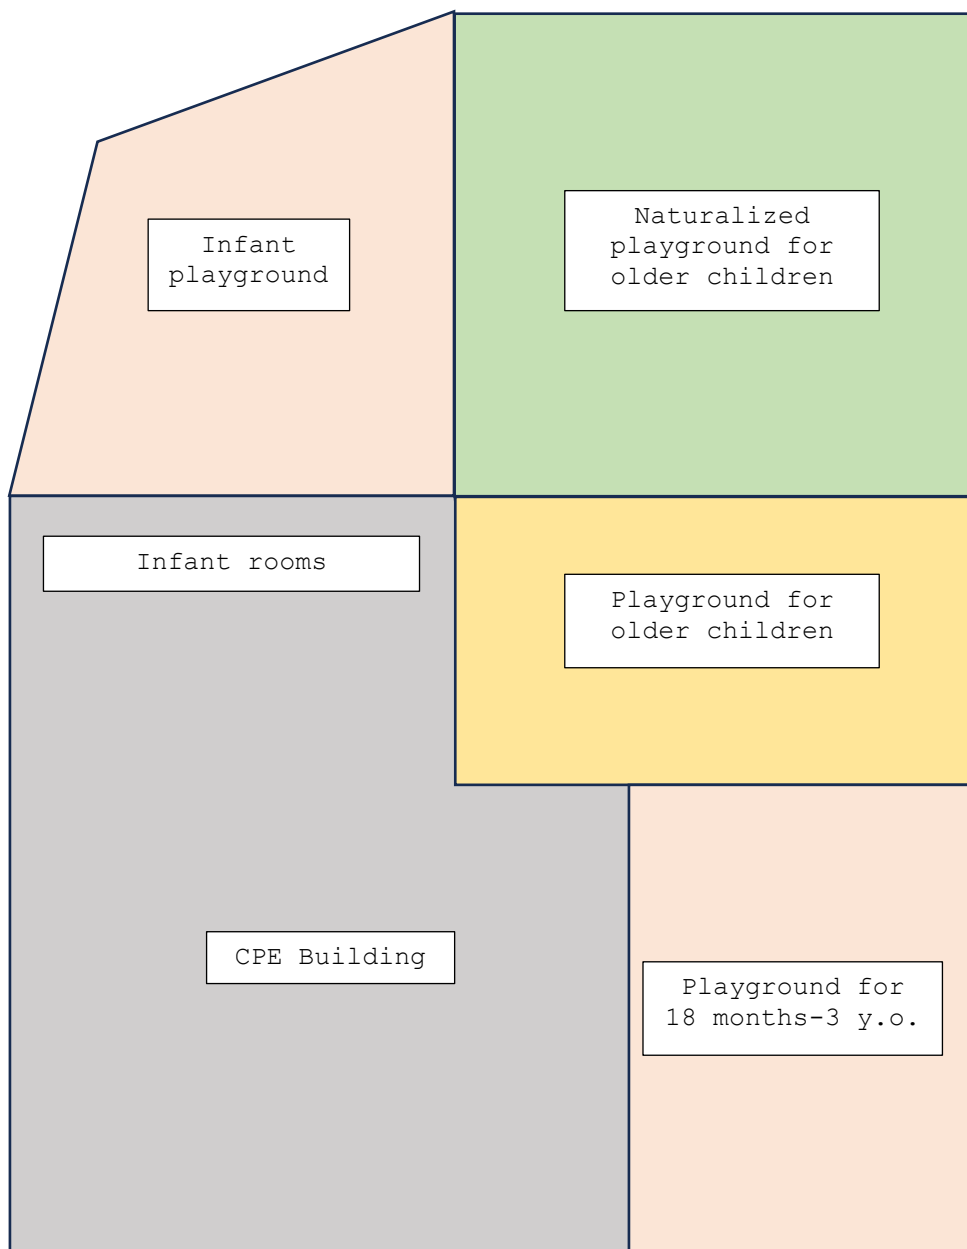 Infant
playground
Naturalized
playground for
older children
Infant rooms
Playground for
older children
CPE Building
Playground for
18 months-3 y.o.